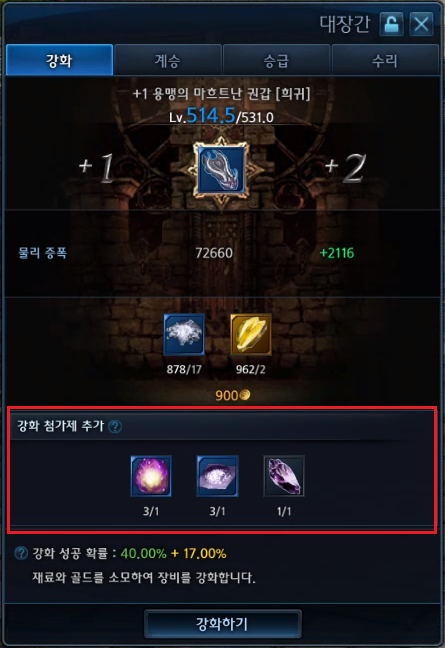 대장간
강화 계승 승급 수리
+1 용맹의 마흐트난 권갑 [희귀]
Lv.514.5/531.0
+1 +2
물리 증폭 72660 +2116
878/17 962/2
900
강화 첨가제 추가 ?
3/1 3/1 1/1
? 강화 성공 확률 : 40.00% + 17.00%
재료와 골드를 소모하여 장비를 강화합니다.
강화하기